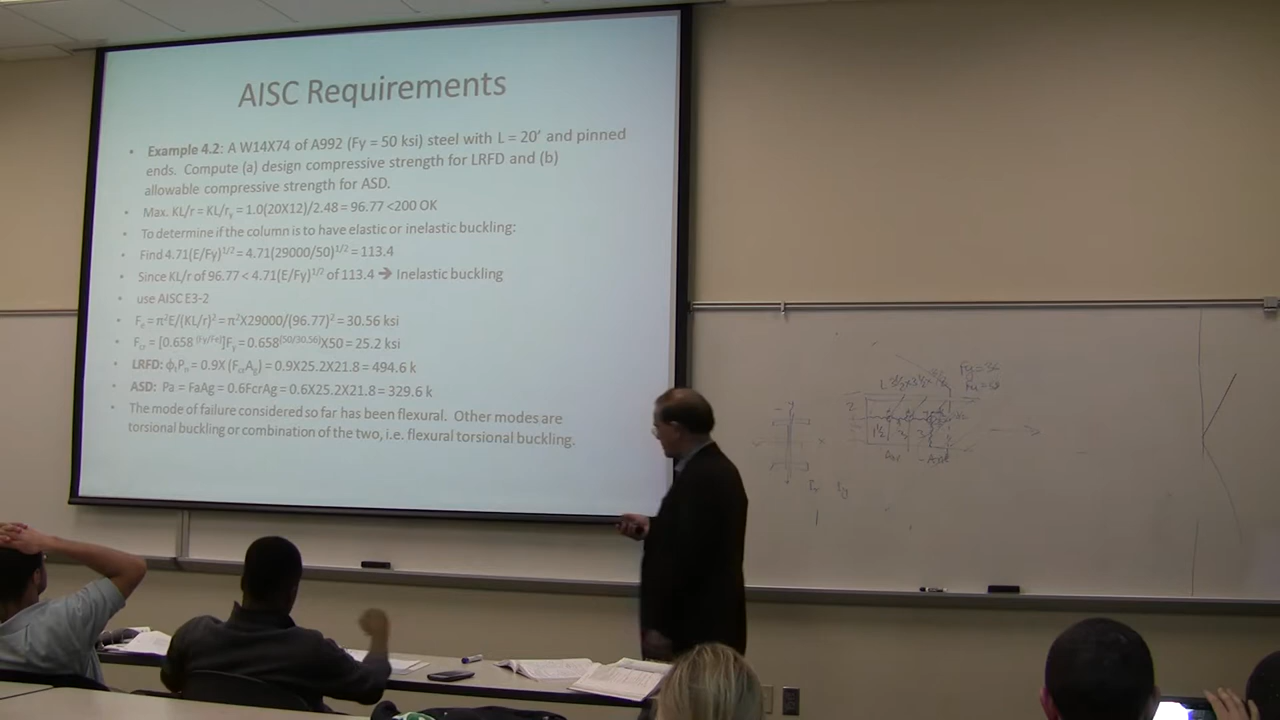 AISC Requirements
• Example 4.2: A W14X74 of A992 (Fy = 50 ksi) steel with L = 20’ and pinned
ends. Compute (a) design compressive strength for LRFD and (b)
allowable compressive strength for ASD.
• Max. KL/r = KL/ry = 1.0(20X12)/2.48 = 96.77 <200 OK
• To determine if the column is to have elastic or inelastic buckling:
• Find 4.71(E/Fy)^1/2 = 4.71(29000/50)^1/2 = 113.4
• Since KL/r of 96.77 < 4.71(E/Fy)^1/2 of 113.4 ➔ Inelastic buckling
• use AISC E3-2
• Fe = π²E/(KL/r)² = π²X29000/(96.77)² = 30.56 ksi
• Fcr = [0.658^(Fy/Fe)]Fy = 0.658^(50/30.56)X50 = 25.2 ksi
• LRFD: ϕPn = 0.9X (FcrAg) = 0.9X25.2X21.8 = 494.6 k
• ASD: Pa = FaAg = 0.6FcrAg = 0.6X25.2X21.8 = 329.6 k
• The mode of failure considered so far has been flexural. Other modes are
torsional buckling or combination of the two, i.e. flexural torsional buckling.
Fy=36